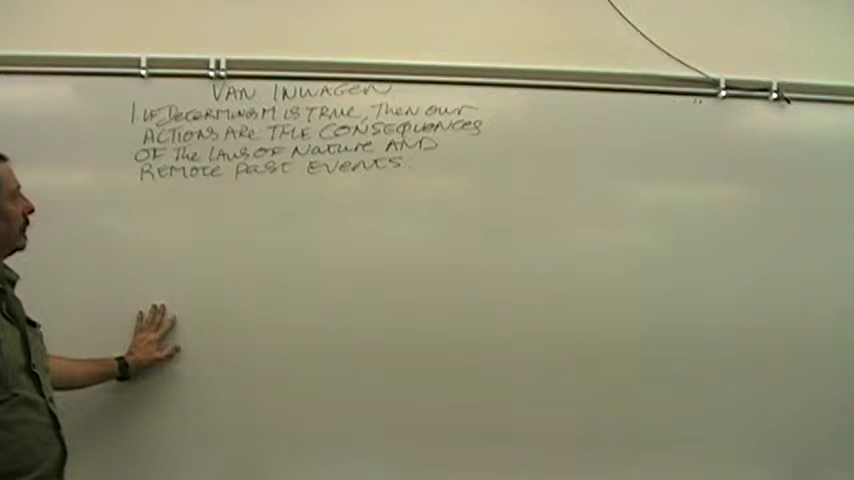 VAN INWAGEN
1. IF DETERMINISM IS TRUE, Then our
ACTIONS ARE THE CONSEQUENCES
OF The LAWS OF NATURE AND
REMOTE PAST EVENTS.